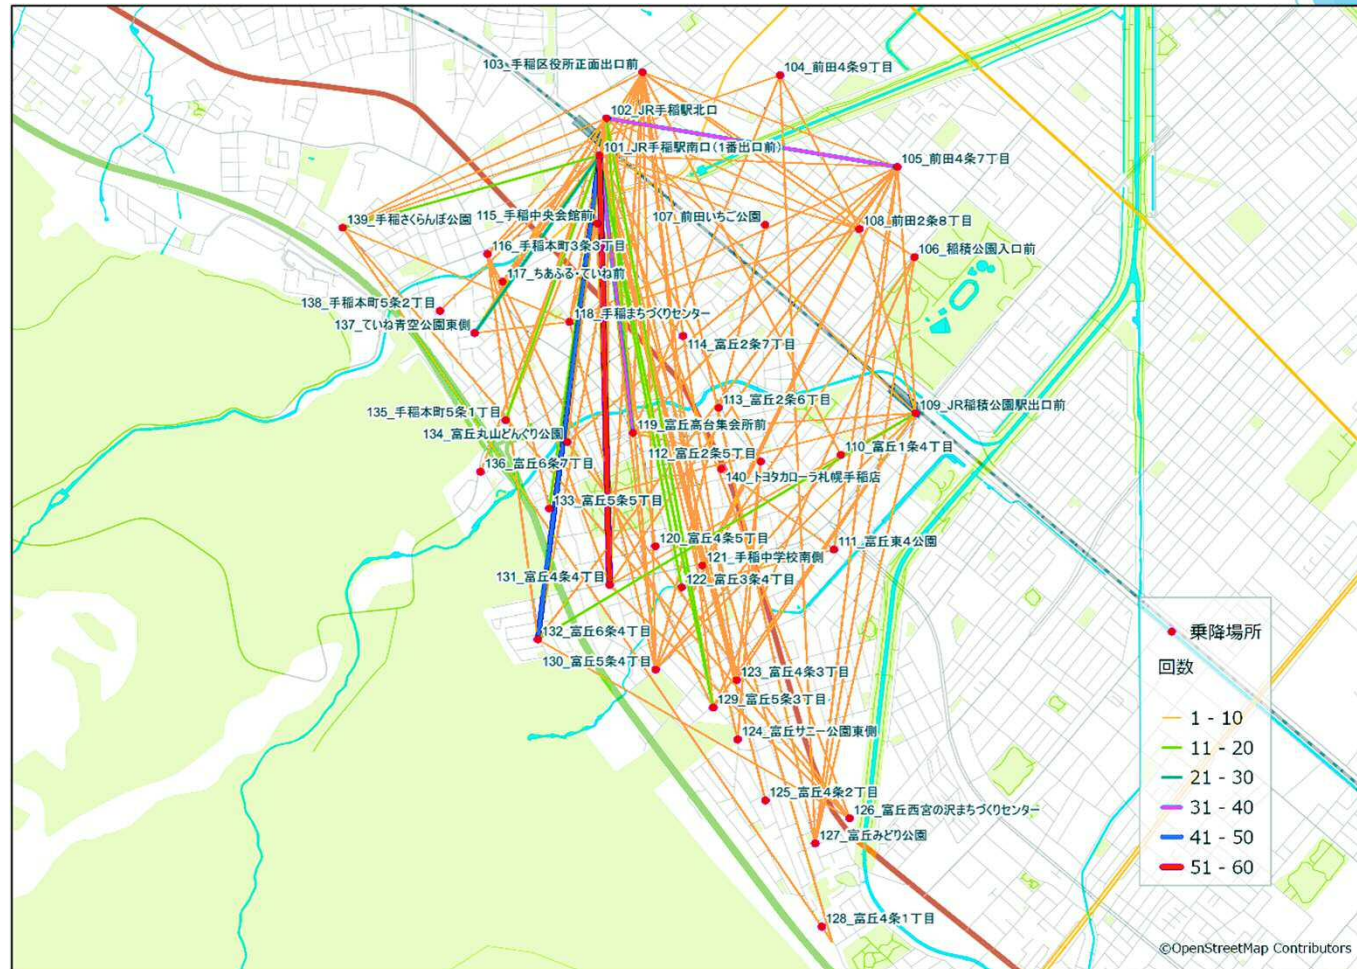 103_手稲区役所正面出口前
104_前田4条9丁目
102_JR手稲駅北口
101_JR手稲駅南口(1番出口前)
105_前田4条7丁目
139_手稲さくらんぼ公園
115_手稲中央会館前
107_前田いちご公園
108_前田2条8丁目
116_手稲本町3条3丁目
106_稲積公園入口前
117_ちあふる・ていね前
138_手稲本町5条2丁目
118_手稲まちづくりセンター
137_ていね青空公園東側
114_富丘2条7丁目
113_富丘2条6丁目
109_JR稲積公園駅出口前
135_手稲本町5条1丁目
119_富丘高台集会所前
134_富丘丸山どんぐり公園
110_富丘1条4丁目
112_富丘2条5丁目
136_富丘6条7丁目
140_トヨタカローラ札幌手稲店
133_富丘5条5丁目
120_富丘4条5丁目
111_富丘東4公園
121_手稲中学校南側
131_富丘4条4丁目
122_富丘3条4丁目
132_富丘6条4丁目
130_富丘5条4丁目
123_富丘4条3丁目
129_富丘5条3丁目
124_富丘サニー公園東側
125_富丘4条2丁目
126_富丘西宮の沢まちづくりセンター
127_富丘みどり公園
128_富丘4条1丁目
乗降場所
回数
1 - 10
11 - 20
21 - 30
31 - 40
41 - 50
51 - 60
©OpenStreetMap Contributors